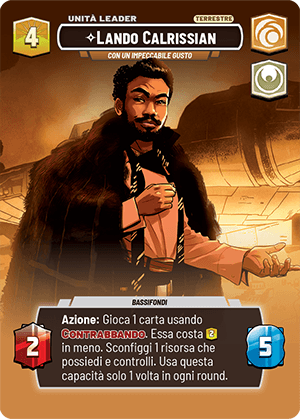 UNITÀ LEADER
TERRESTRE
4
✧LANDO CALRISSIAN
CON UN IMPECCABILE GUSTO
BASSIFONDI
Azione: Gioca 1 carta usando
CONTRABBANDO. Essa costa 2
in meno. Sconfiggi 1 risorsa che
possiedi e controlli. Usa questa
capacità solo 1 volta in ogni round.
2
5